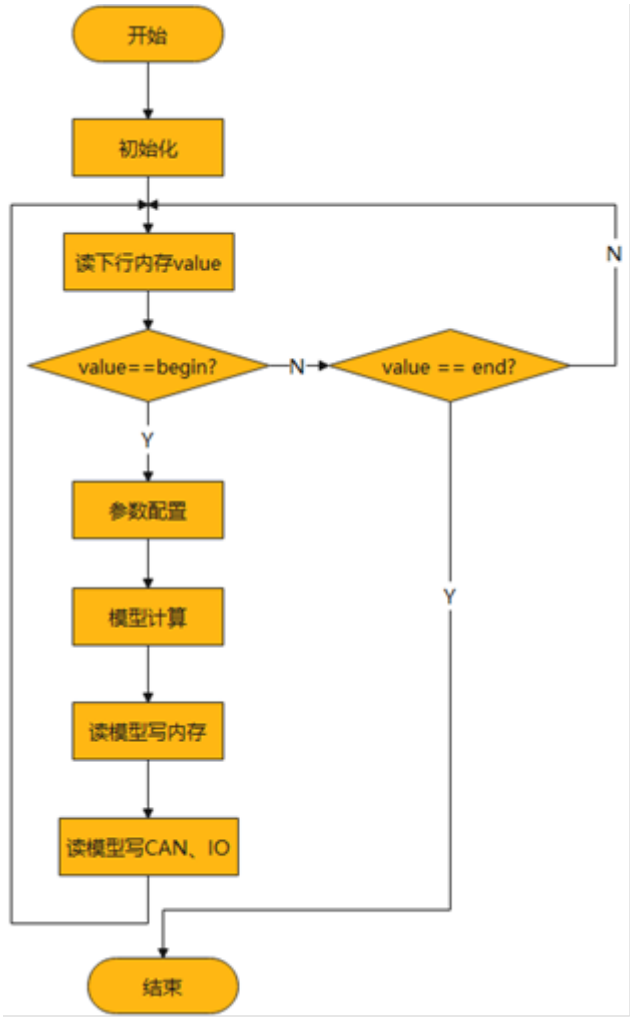 开始
初始化
读下行内存value
N
value==begin?
N
value == end?
Y
参数配置
Y
模型计算
读模型写内存
读模型写CAN、IO
结束